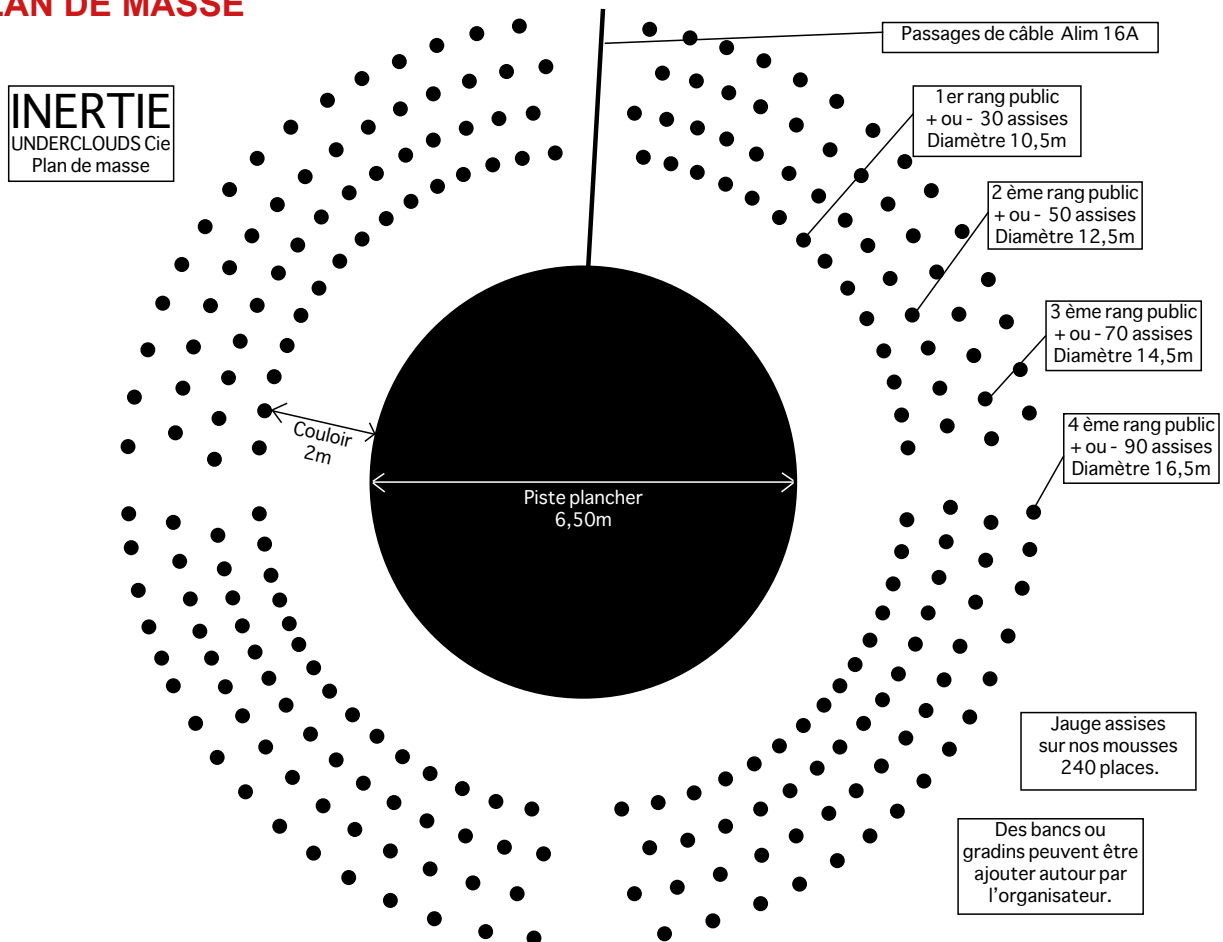 LAN DE MASSE
INERTIE
UNDERCLOUDS Cie
Plan de masse
Passages de câble Alim 16A
1er rang public
+ ou - 30 assises
Diamètre 10,5m
2 ème rang public
+ ou - 50 assises
Diamètre 12,5m
3 ème rang public
+ ou - 70 assises
Diamètre 14,5m
4 ème rang public
+ ou - 90 assises
Diamètre 16,5m
Couloir
2m
Piste plancher
6,50m
Jauge assises
sur nos mousses
240 places.
Des bancs ou
gradins peuvent être
ajouter autour par
l'organisateur.